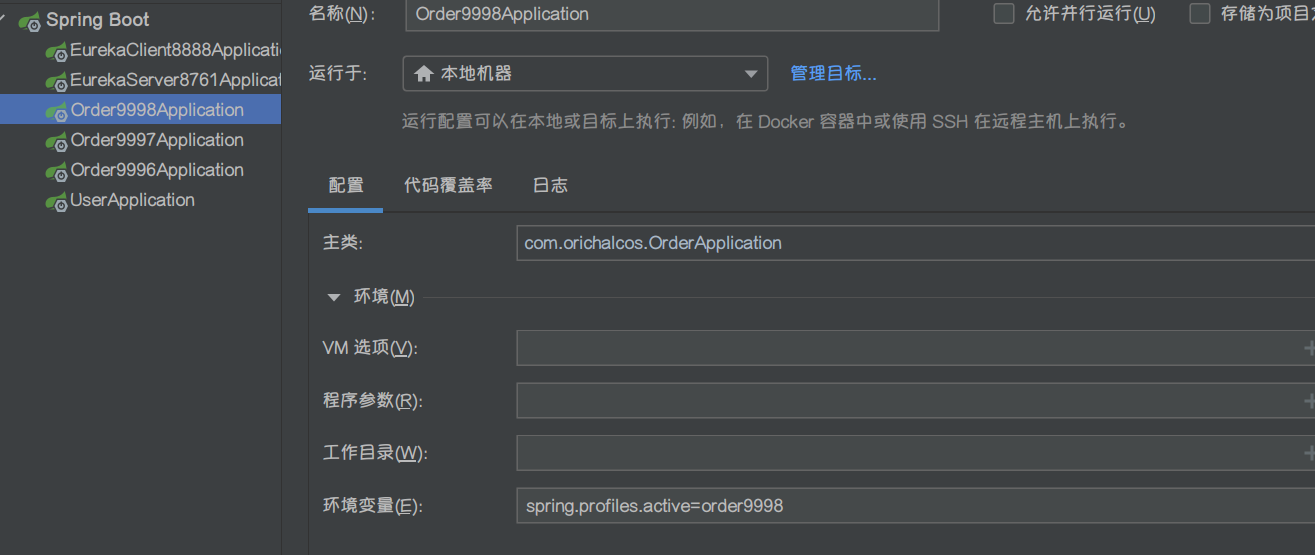 Spring Boot
EurekaClient8888Applicati
EurekaServer8761Applicat
Order9998Application
Order9997Application
Order9996Application
UserApplication
名称(N): Order9998Application 允许并行运行(U) 存储为项目
运行于: 本地机器 管理目标...
运行配置可以在本地或目标上执行: 例如，在 Docker 容器中或使用 SSH 在远程主机上执行。
配置 代码覆盖率 日志
主类: com.orichalcos.OrderApplication
环境(M)
VM 选项(V):
程序参数(R):
工作目录(W):
环境变量(E): spring.profiles.active=order9998